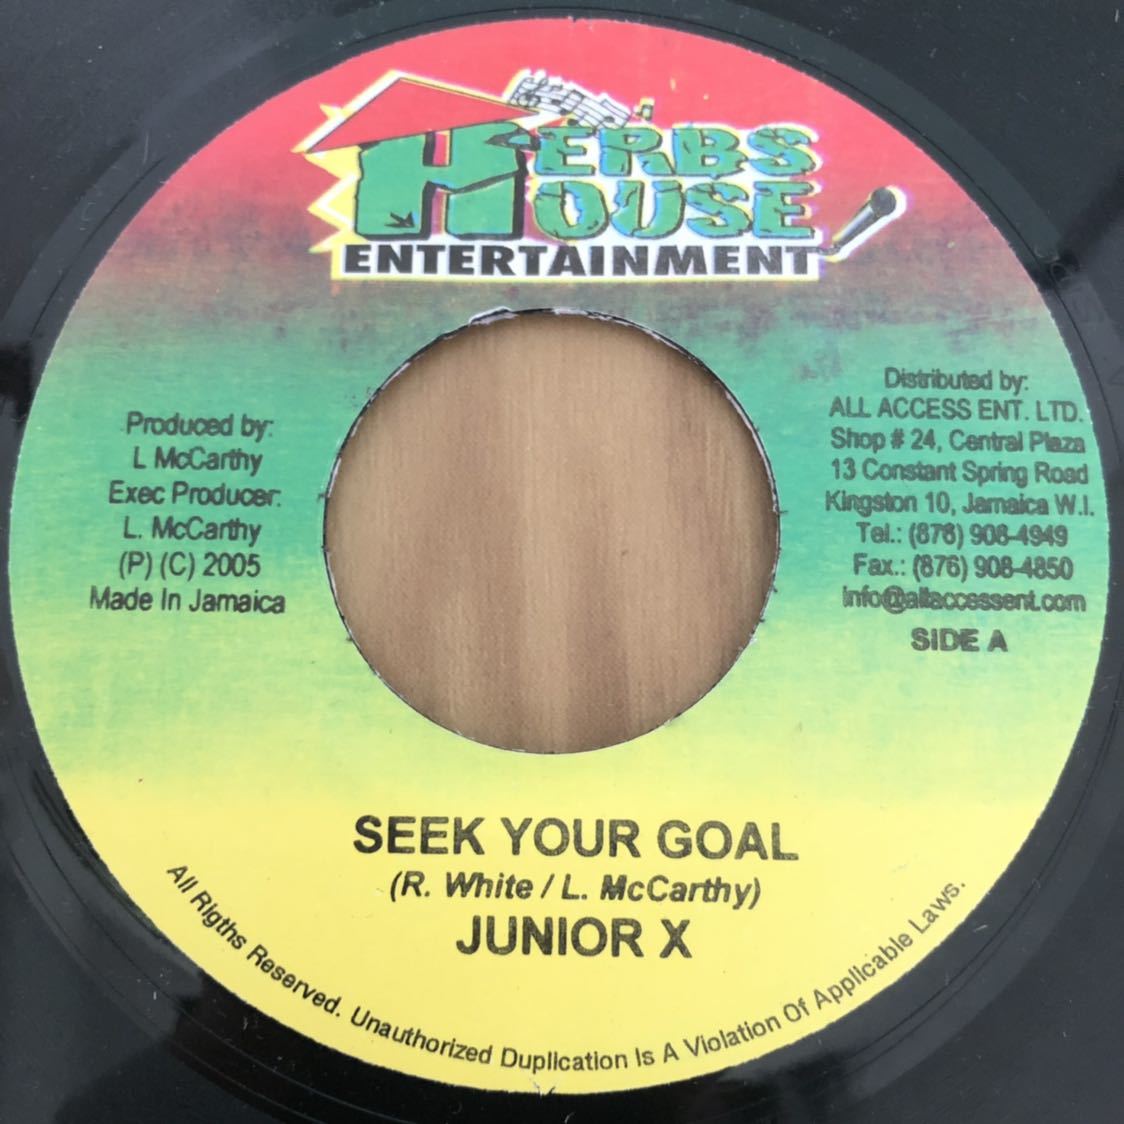 HERBS
HOUSE
ENTERTAINMENT
Produced by:
L McCarthy
Exec Producer:
L. McCarthy
(P) (C) 2005
Made In Jamaica
Distributed by:
ALL ACCESS ENT. LTD.
Shop # 24, Central Plaza
13 Constant Spring Road
Kingston 10, Jamaica W.I.
Tel.: (876) 908-4949
Fax.: (876) 908-4850
info@allaccessent.com
SIDE A
SEEK YOUR GOAL
(R. White / L. McCarthy)
JUNIOR X
All Rigths Reserved. Unauthorized Duplication Is A Violation Of Applicable Laws.